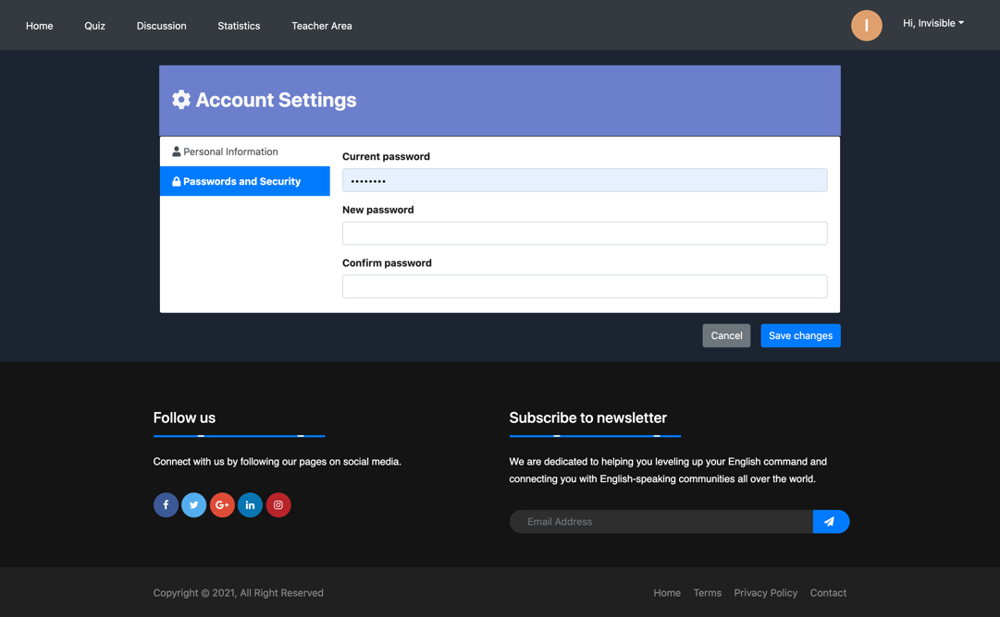 Home Quiz Discussion Statistics Teacher Area I Hi, Invisible
Account Settings
Personal Information
Passwords and Security
Current password
••••••••
New password
Confirm password
Cancel Save changes
Follow us
Connect with us by following our pages on social media.
f G+ in
Subscribe to newsletter
We are dedicated to helping you leveling up your English command and
connecting you with English-speaking communities all over the world.
Email Address
Copyright © 2021, All Right Reserved
Home Terms Privacy Policy Contact